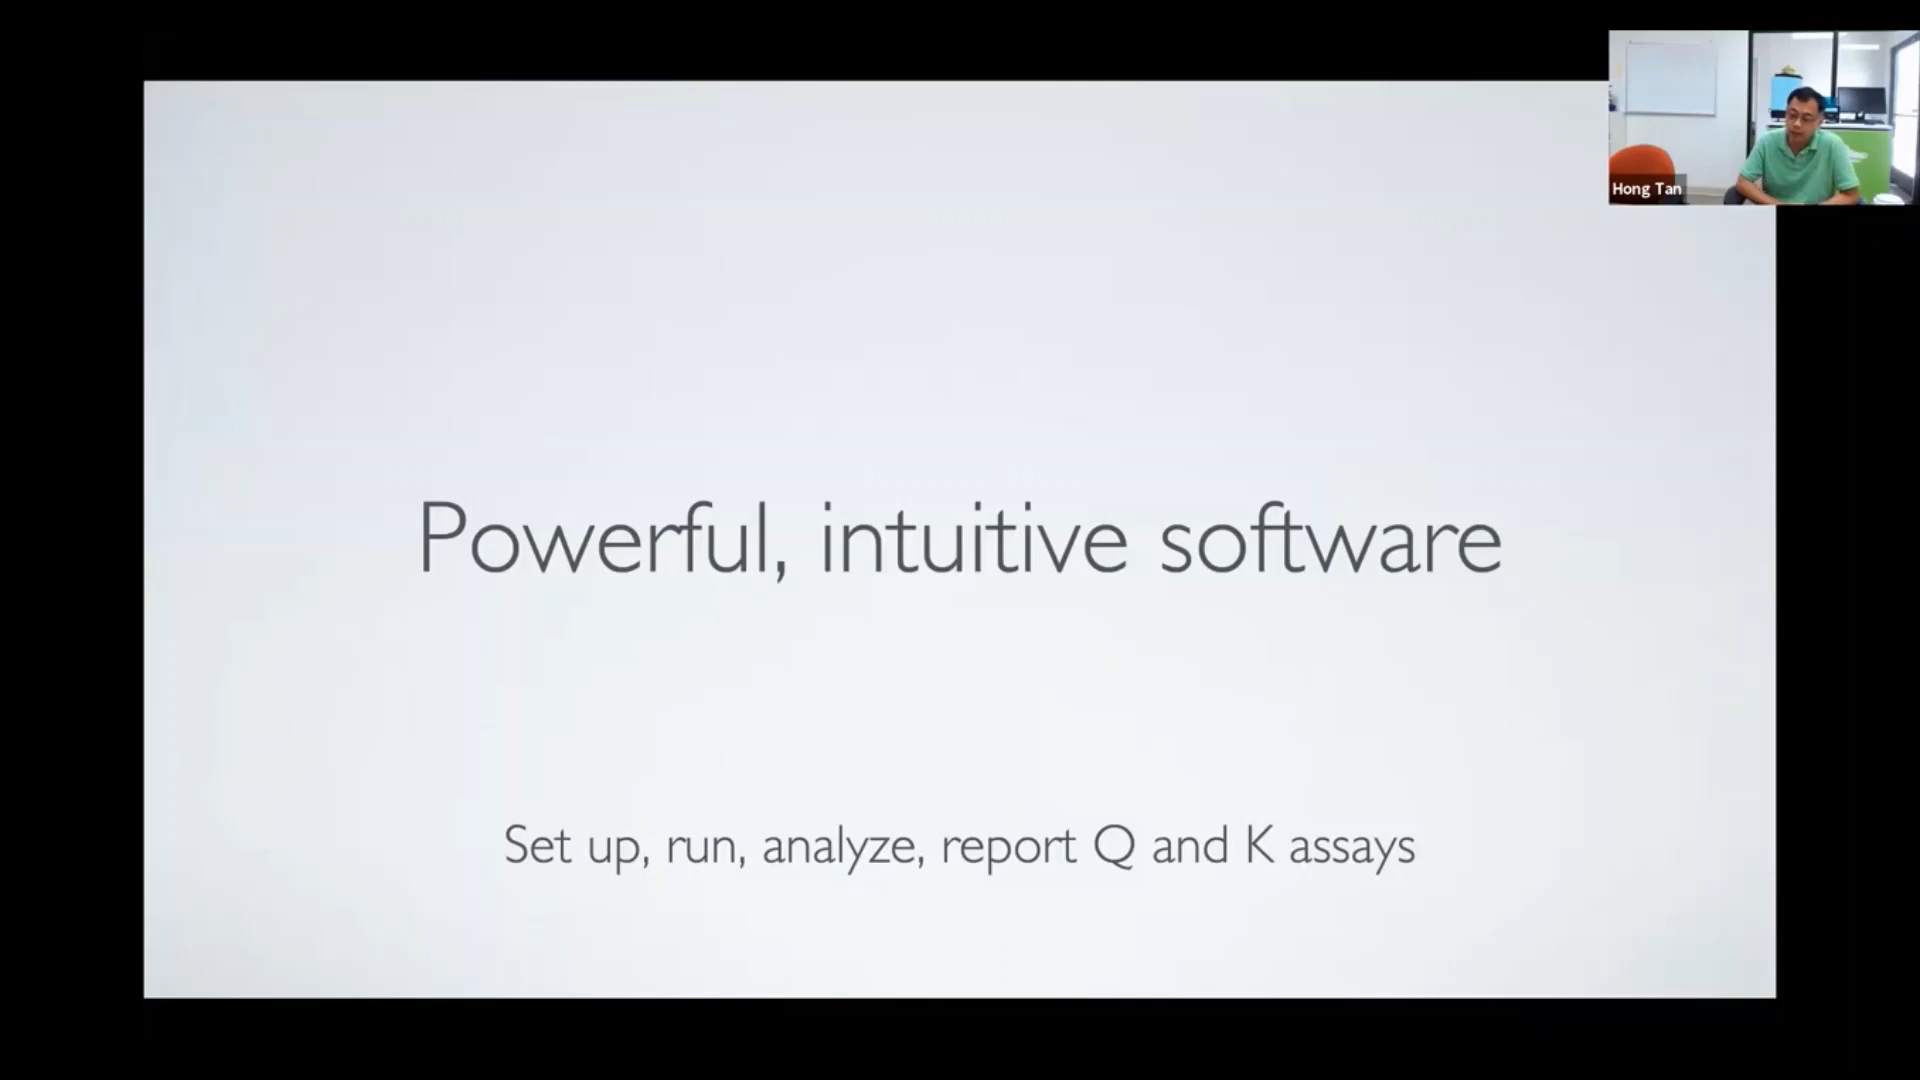 Hong Tan
Powerful, intuitive software
Set up, run, analyze, report Q and K assays